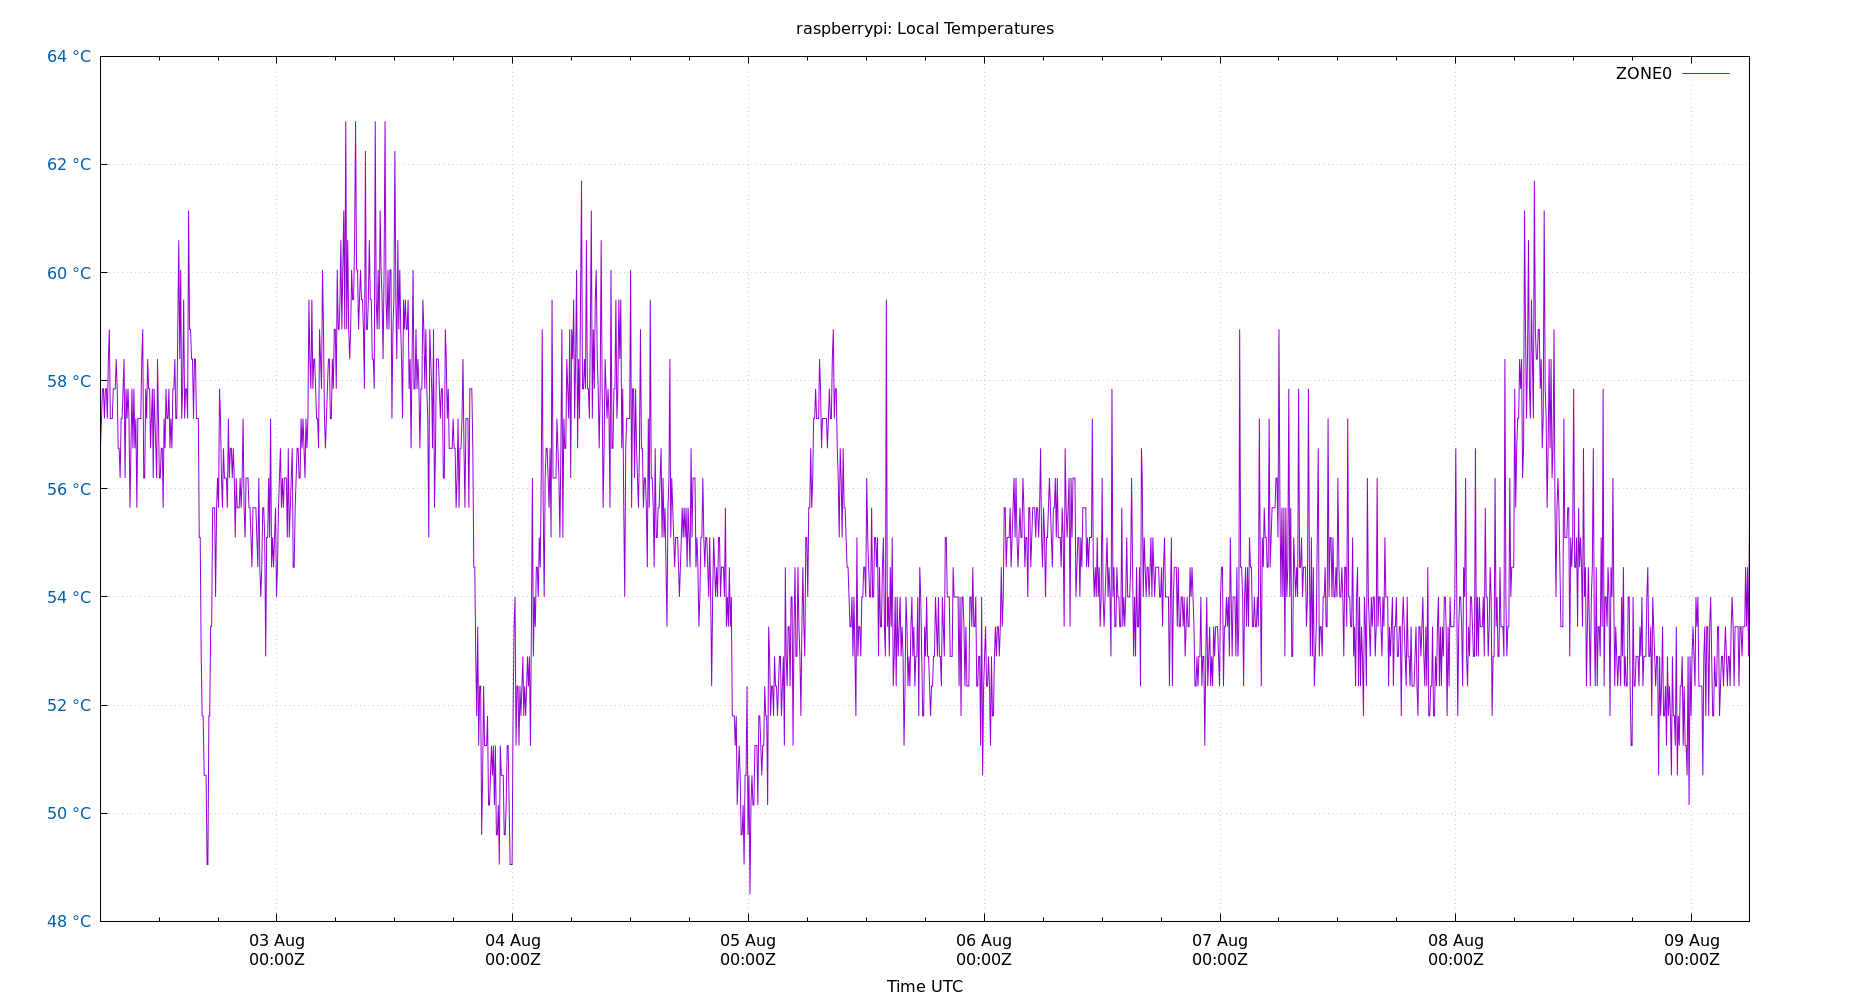 raspberrypi: Local Temperatures
64 °C
ZONE0
62 °C
60 °C
58 °C
56 °C
54 °C
52 °C
50 °C
48 °C
03 Aug 04 Aug 05 Aug 06 Aug 07 Aug 08 Aug 09 Aug
00:00Z 00:00Z 00:00Z 00:00Z 00:00Z 00:00Z 00:00Z
Time UTC